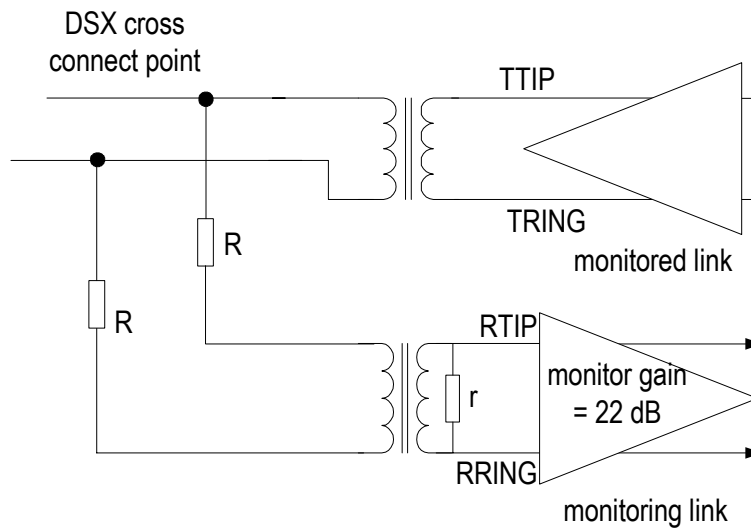 DSX cross
connect point
TTIP
TRING
monitored link
R
R
RTIP
monitor gain
= 22 dB
r
RRING
monitoring link